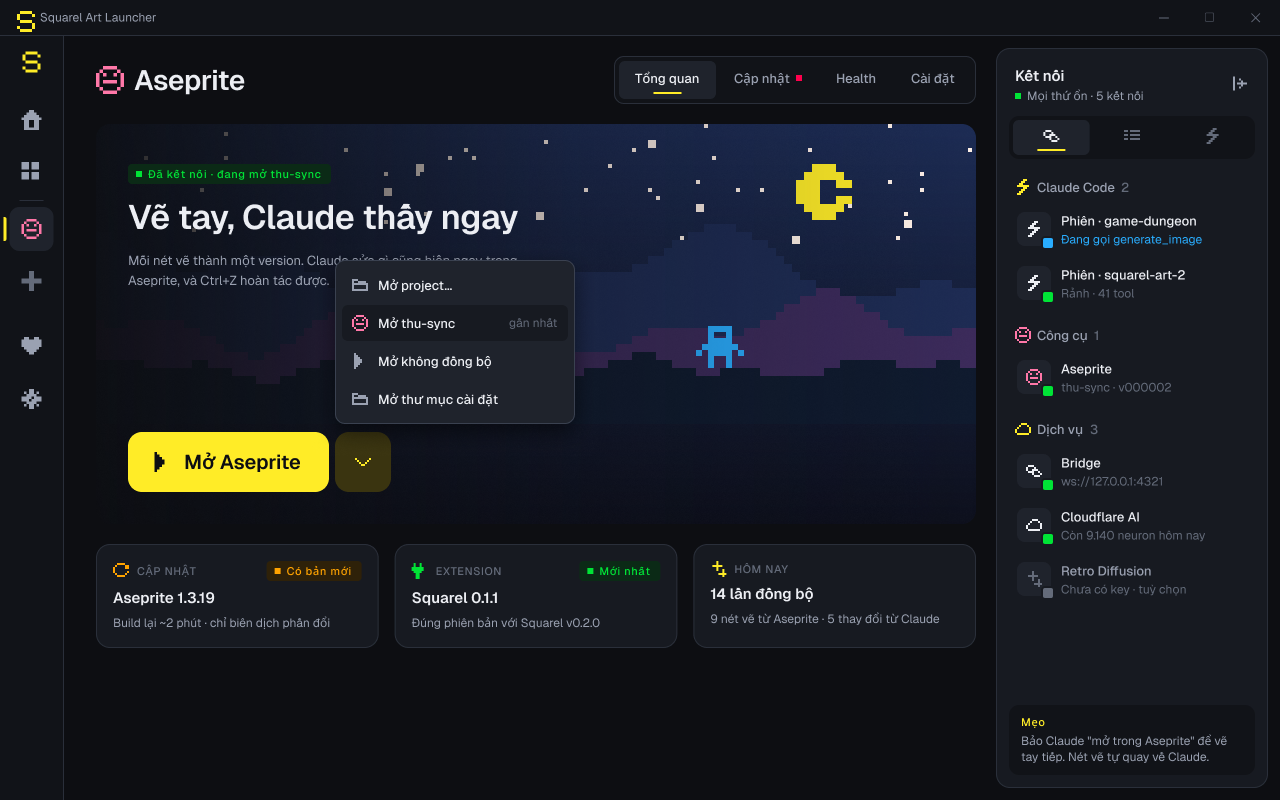 Squarel Art Launcher
Aseprite
Tổng quan
Cập nhật
Health
Cài đặt
Đã kết nối · đang mở thu-sync
Vẽ tay, Claude thấy ngay
Mỗi nét vẽ thành một version. Claude sửa gì cũng hiện ngay trong
Aseprite, và Ctrl+Z hoàn tác được.
Mở project...
Mở thu-sync
gần nhất
Mở không đồng bộ
Mở thư mục cài đặt
Mở Aseprite
CẬP NHẬT
Có bản mới
Aseprite 1.3.19
Build lại ~2 phút · chỉ biên dịch phần đổi
EXTENSION
Mới nhất
Squarel 0.1.1
Đúng phiên bản với Squarel v0.2.0
HÔM NAY
14 lần đồng bộ
9 nét vẽ từ Aseprite · 5 thay đổi từ Claude
Kết nối
Mọi thứ ổn · 5 kết nối
Claude Code 2
Phiên · game-dungeon
Đang gọi generate_image
Phiên · squarel-art-2
Rảnh · 41 tool
Công cụ 1
Aseprite
thu-sync · v000002
Dịch vụ 3
Bridge
ws://127.0.0.1:4321
Cloudflare AI
Còn 9.140 neuron hôm nay
Retro Diffusion
Chưa có key · tuỳ chọn
Mẹo
Bảo Claude "mở trong Aseprite" để vẽ
tay tiếp. Nét vẽ tự quay về Claude.